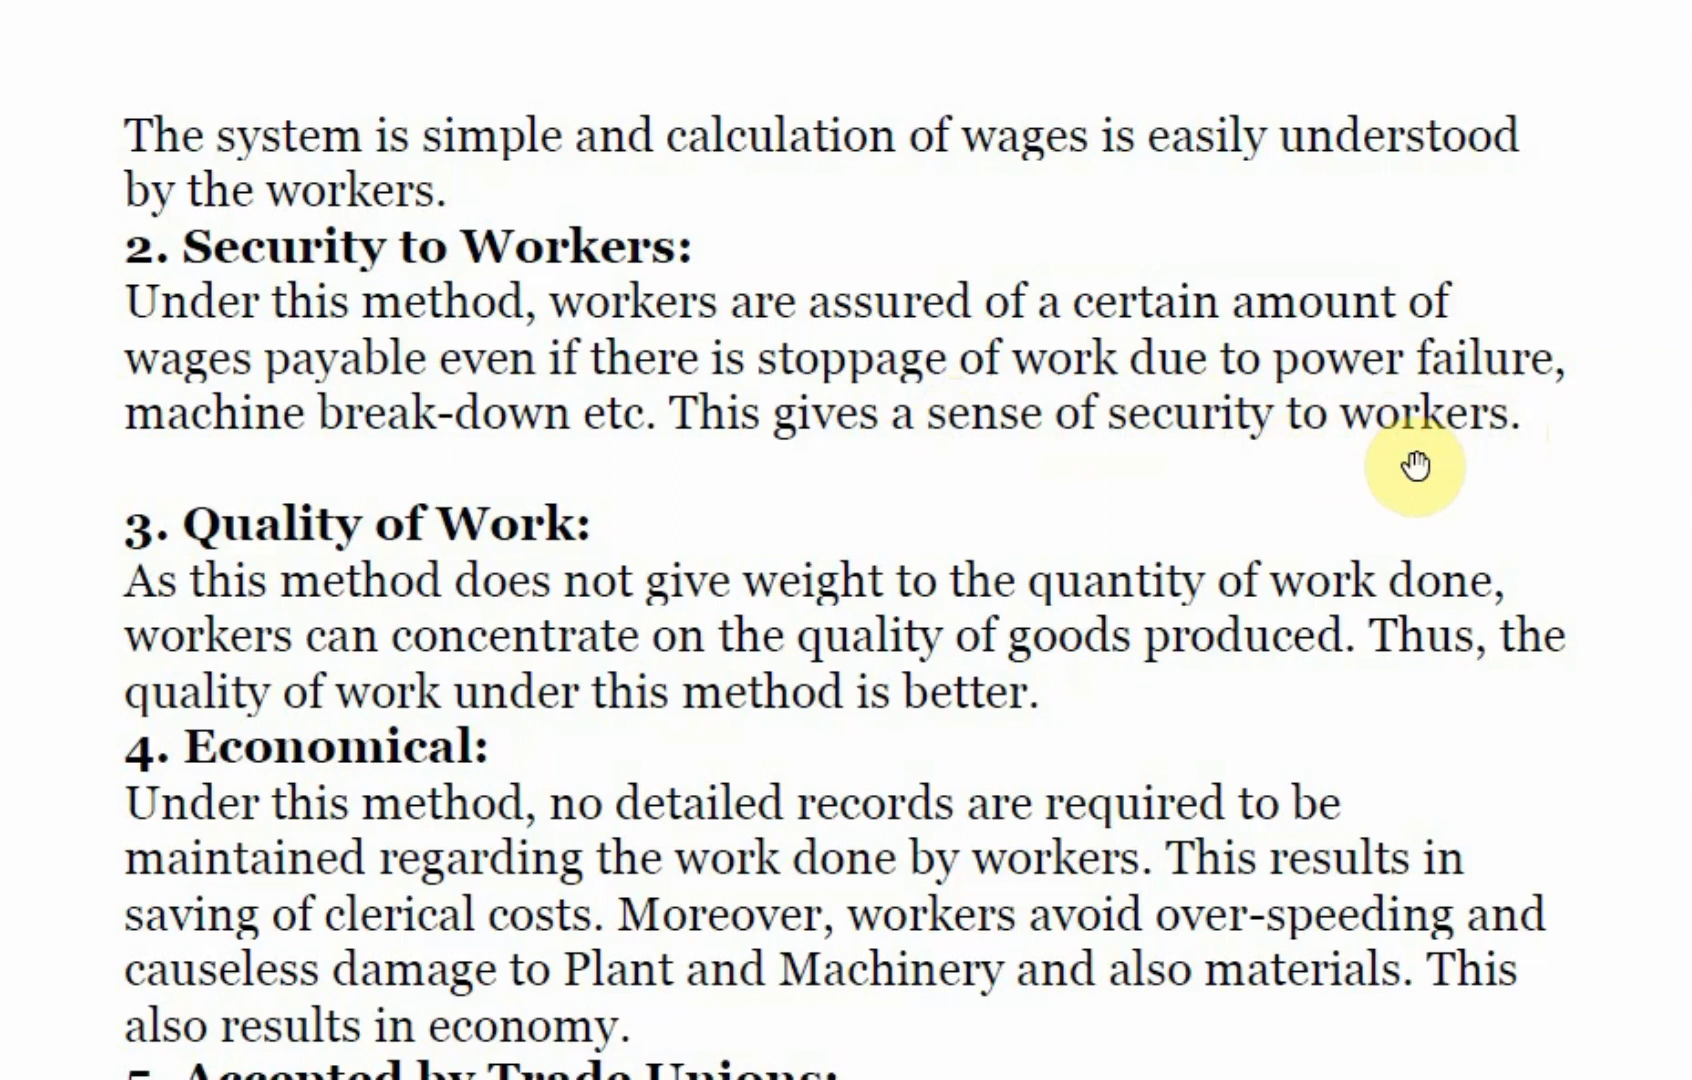 The system is simple and calculation of wages is easily understood
by the workers.
2. Security to Workers:
Under this method, workers are assured of a certain amount of
wages payable even if there is stoppage of work due to power failure,
machine break-down etc. This gives a sense of security to workers.
3. Quality of Work:
As this method does not give weight to the quantity of work done,
workers can concentrate on the quality of goods produced. Thus, the
quality of work under this method is better.
4. Economical:
Under this method, no detailed records are required to be
maintained regarding the work done by workers. This results in
saving of clerical costs. Moreover, workers avoid over-speeding and
causeless damage to Plant and Machinery and also materials. This
also results in economy.
5. Accepted by Trade Unions: